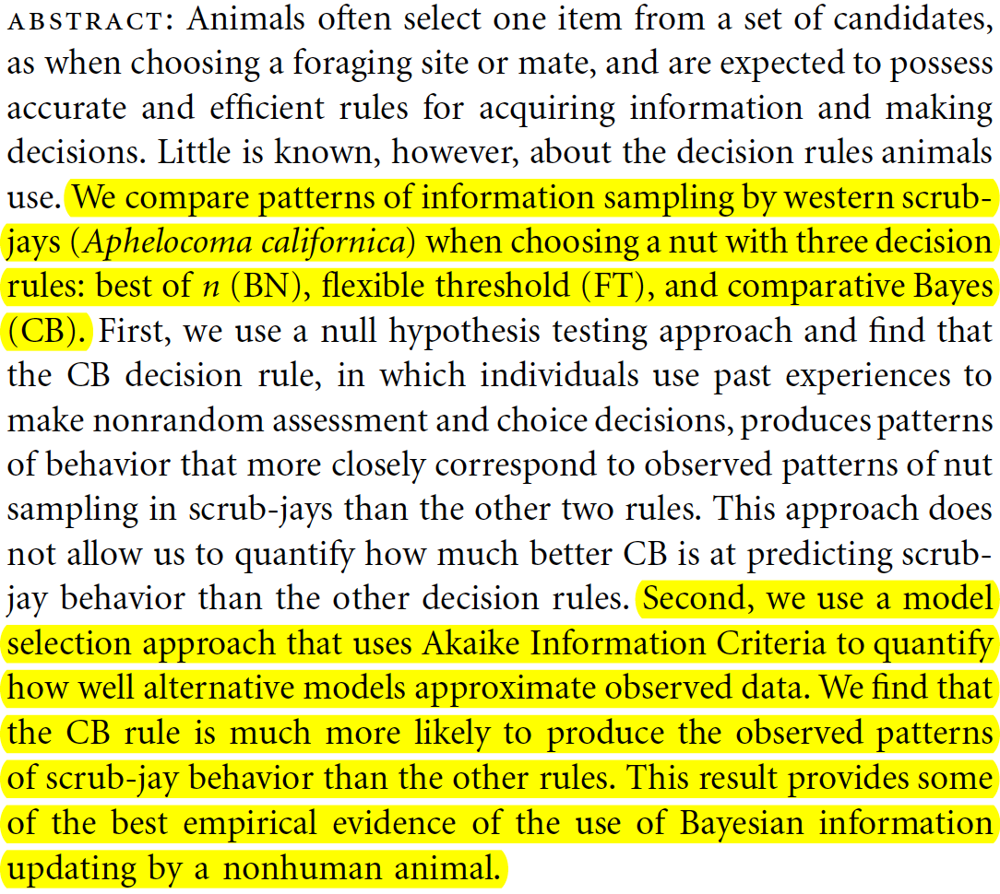 ABSTRACT: Animals often select one item from a set of candidates,
as when choosing a foraging site or mate, and are expected to possess
accurate and efficient rules for acquiring information and making
decisions. Little is known, however, about the decision rules animals
use. We compare patterns of information sampling by western scrub-
jays (Aphelocoma californica) when choosing a nut with three decision
rules: best of n (BN), flexible threshold (FT), and comparative Bayes
(CB). First, we use a null hypothesis testing approach and find that
the CB decision rule, in which individuals use past experiences to
make nonrandom assessment and choice decisions, produces patterns
of behavior that more closely correspond to observed patterns of nut
sampling in scrub-jays than the other two rules. This approach does
not allow us to quantify how much better CB is at predicting scrub-
jay behavior than the other decision rules. Second, we use a model
selection approach that uses Akaike Information Criteria to quantify
how well alternative models approximate observed data. We find that
the CB rule is much more likely to produce the observed patterns
of scrub-jay behavior than the other rules. This result provides some
of the best empirical evidence of the use of Bayesian information
updating by a nonhuman animal.